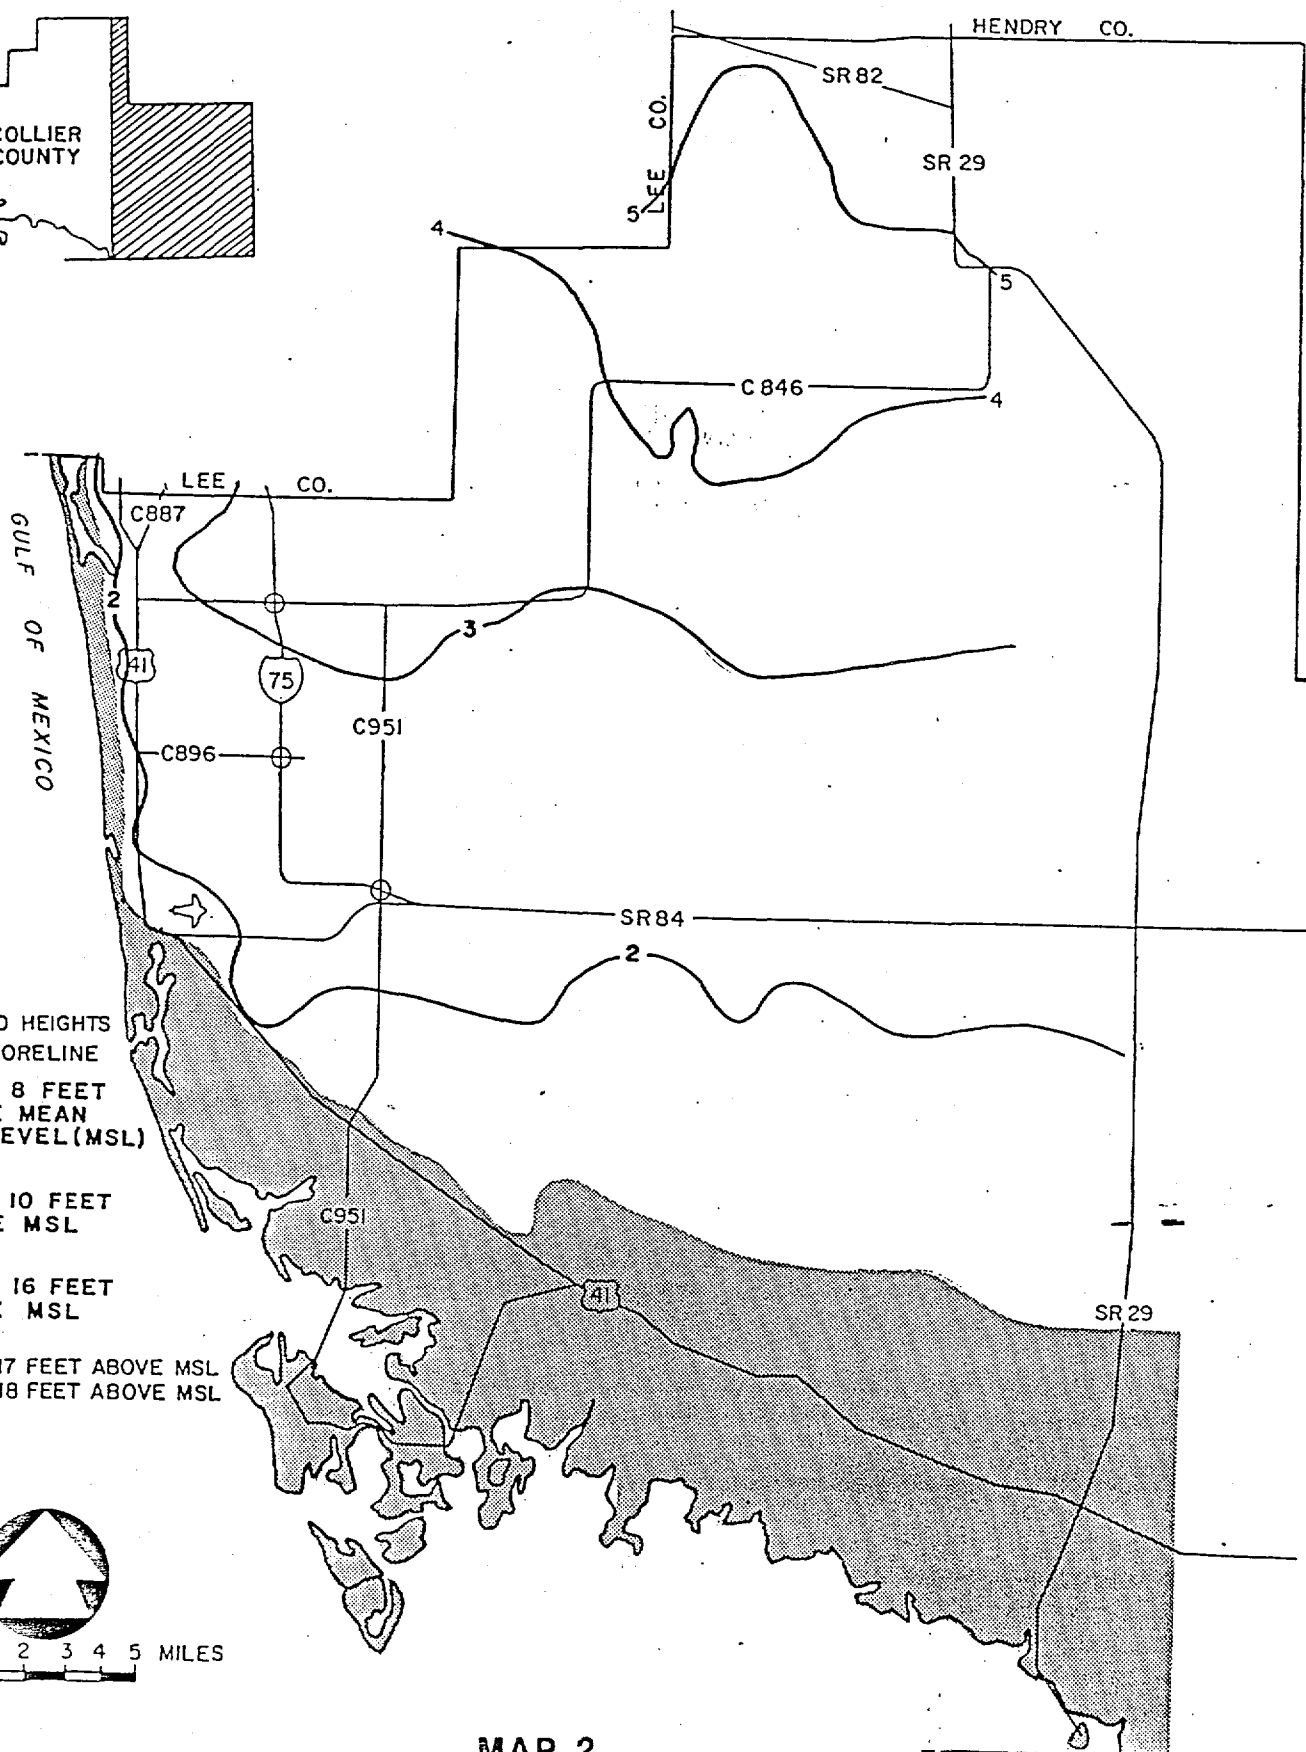 HENDRY CO.
SR 82
LEE CO.
COLLIER
COUNTY
SR 29
5
4
5
C 846
4
LEE CO.
C887
GULF OF MEXICO
2
3
41
75
C951
C896
SR 84
2
HEIGHTS
8 FEET
MEAN
(MSL)
10 FEET
MSL
C951
16 FEET
MSL
41
SR 29
17 FEET ABOVE MSL
18 FEET ABOVE MSL
2 3 4 5 MILES
MAP 2